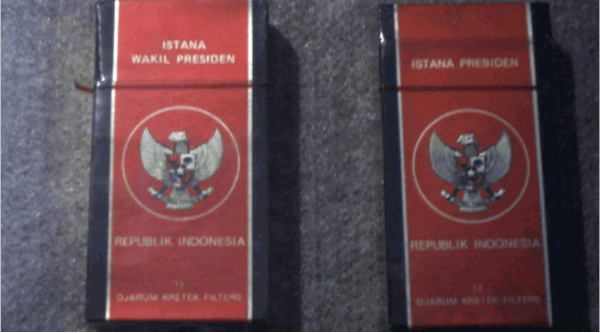 ISTANA
WAKIL PRESIDEN
REPUBLIK INDONESIA
12
DJARUM KRETEK FILTERS
ISTANA PRESIDEN
REPUBLIK INDONESIA
12
DJARUM KRETEK FILTERS